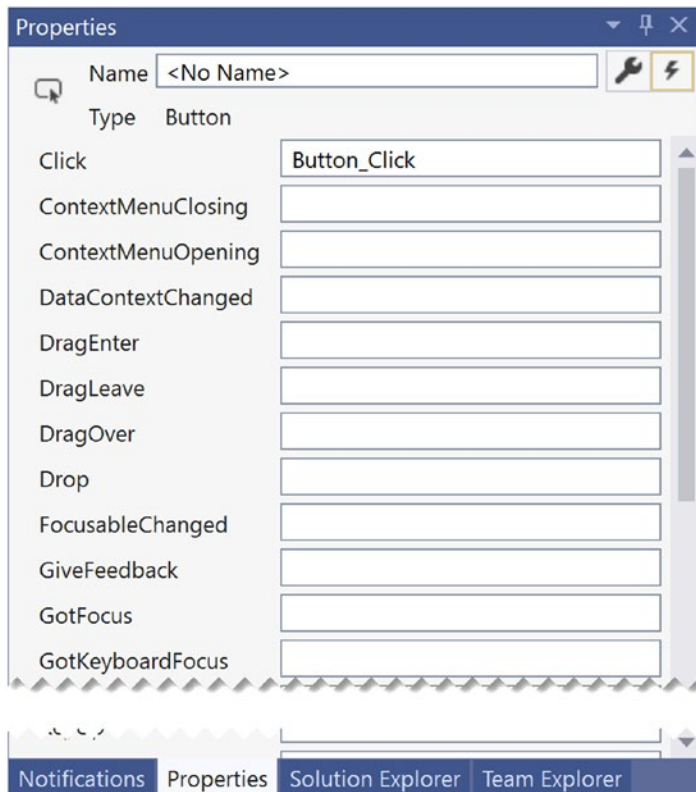 Properties
Name <No Name>
Type Button
Click Button_Click
ContextMenuClosing
ContextMenuOpening
DataContextChanged
DragEnter
DragLeave
DragOver
Drop
FocusableChanged
GiveFeedback
GotFocus
GotKeyboardFocus
Notifications Properties Solution Explorer Team Explorer